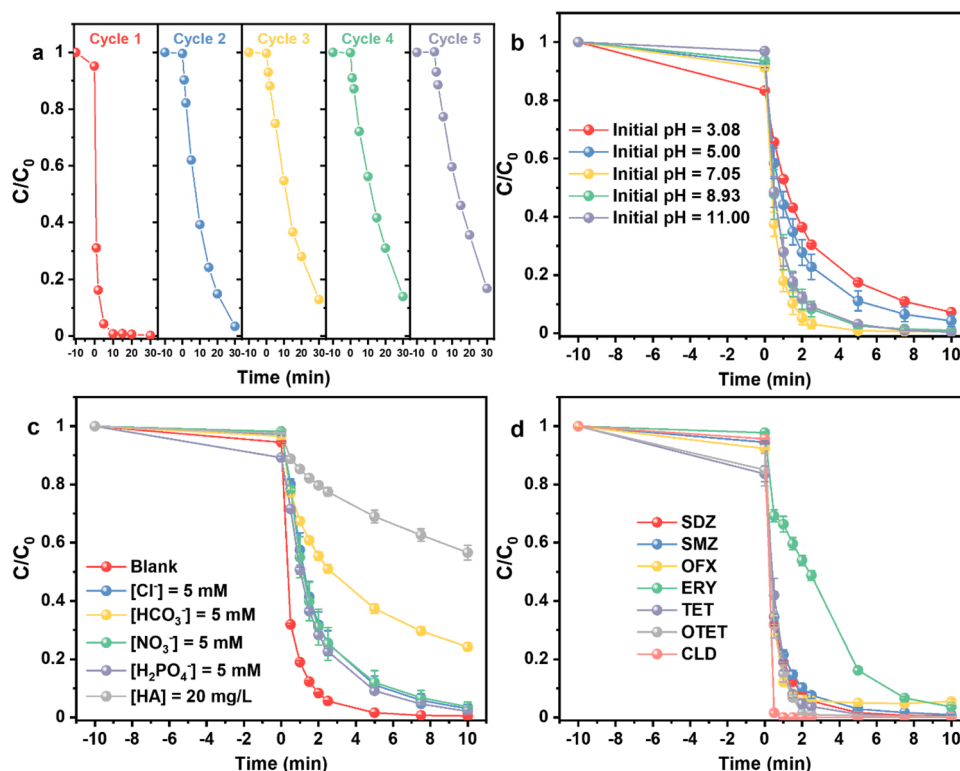 a
Cycle 1 Cycle 2 Cycle 3 Cycle 4 Cycle 5
1
0.8
0.6
0.4
0.2
0
C/C0
-10 0 10 20 30 -10 0 10 20 30 -10 0 10 20 30 -10 0 10 20 30 -10 0 10 20 30
Time (min)
b
1
0.8
0.6
0.4
0.2
0
C/C0
Initial pH = 3.08
Initial pH = 5.00
Initial pH = 7.05
Initial pH = 8.93
Initial pH = 11.00
-10 -8 -6 -4 -2 0 2 4 6 8 10
Time (min)
c
1
0.8
0.6
0.4
0.2
0
C/C0
Blank
[Cl⁻] = 5 mM
[HCO₃⁻] = 5 mM
[NO₃⁻] = 5 mM
[H₂PO₄⁻] = 5 mM
[HA] = 20 mg/L
-10 -8 -6 -4 -2 0 2 4 6 8 10
Time (min)
d
1
0.8
0.6
0.4
0.2
0
C/C0
SDZ
SMZ
OFX
ERY
TET
OTET
CLD
-10 -8 -6 -4 -2 0 2 4 6 8 10
Time (min)